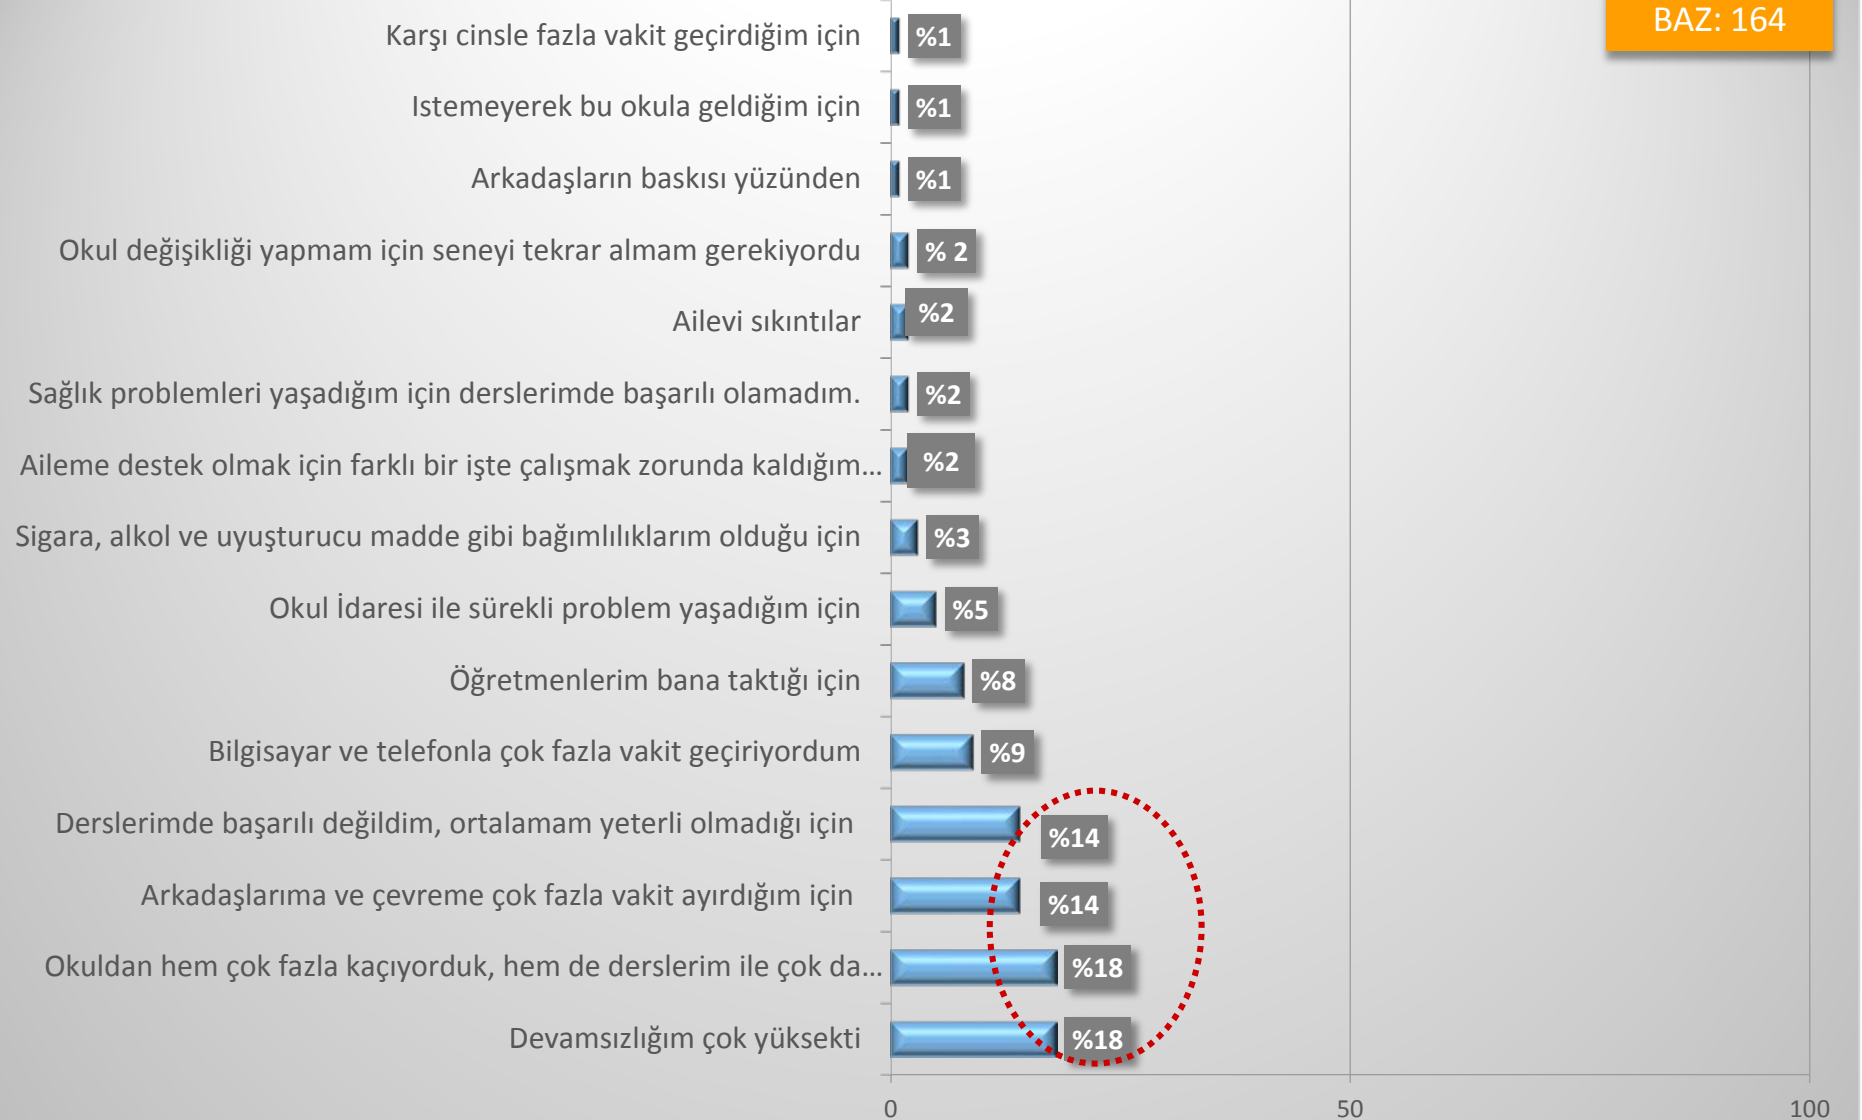 BAZ: 164
Karşı cinsle fazla vakit geçirdiğim için %1
Istemeyerek bu okula geldiğim için %1
Arkadaşların baskısı yüzünden %1
Okul değişikliği yapmam için seneyi tekrar almam gerekiyordu % 2
Ailevi sıkıntılar %2
Sağlık problemleri yaşadığım için derslerimde başarılı olamadım. %2
Aileme destek olmak için farklı bir işte çalışmak zorunda kaldığım... %2
Sigara, alkol ve uyuşturucu madde gibi bağımlılıklarım olduğu için %3
Okul İdaresi ile sürekli problem yaşadığım için %5
Öğretmenlerim bana taktığı için %8
Bilgisayar ve telefonla çok fazla vakit geçiriyordum %9
Derslerimde başarılı değildim, ortalamam yeterli olmadığı için %14
Arkadaşlarıma ve çevreme çok fazla vakit ayırdığım için %14
Okuldan hem çok fazla kaçıyorduk, hem de derslerim ile çok da... %18
Devamsızlığım çok yüksekti %18
0 50 100